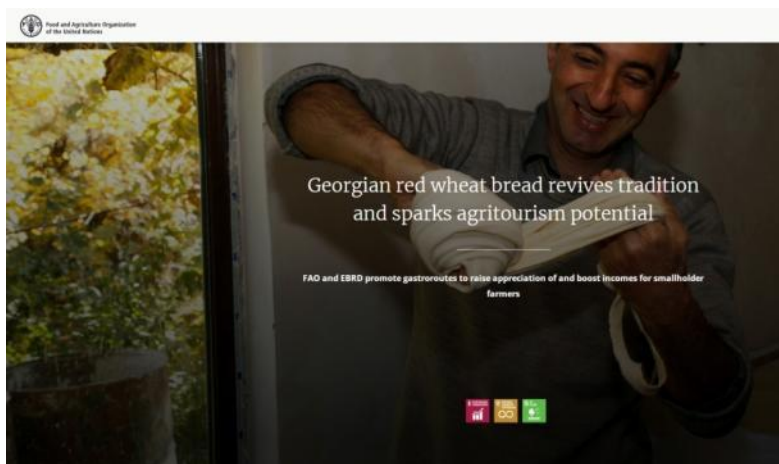 Food and Agriculture Organization
of the United Nations
Georgian red wheat bread revives tradition
and sparks agritourism potential
FAO and EBRD promote gastroroutes to raise appreciation of and boost incomes for smallholder
farmers